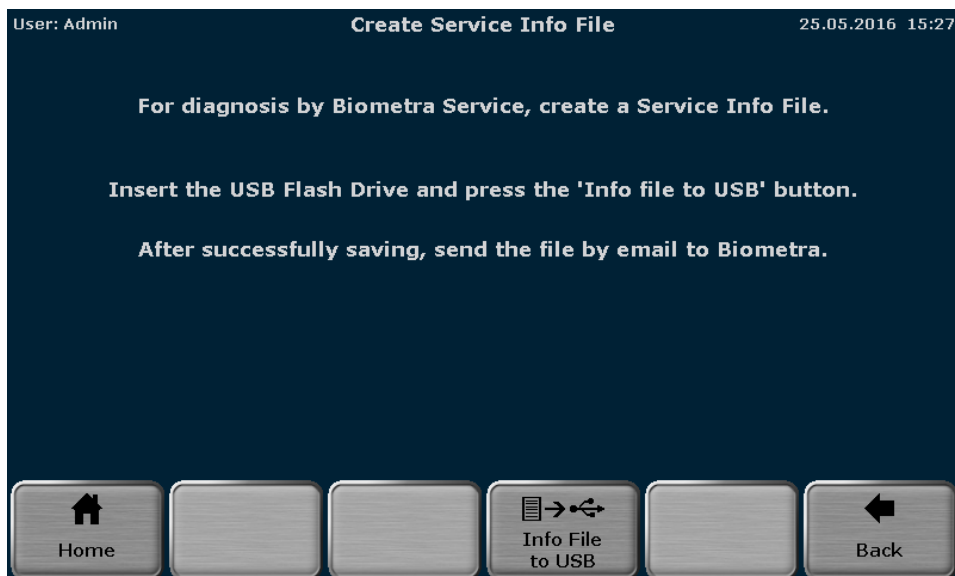 User: Admin Create Service Info File 25.05.2016 15:27
For diagnosis by Biometra Service, create a Service Info File.
Insert the USB Flash Drive and press the 'Info file to USB' button.
After successfully saving, send the file by email to Biometra.
Home
Info File
to USB
Back